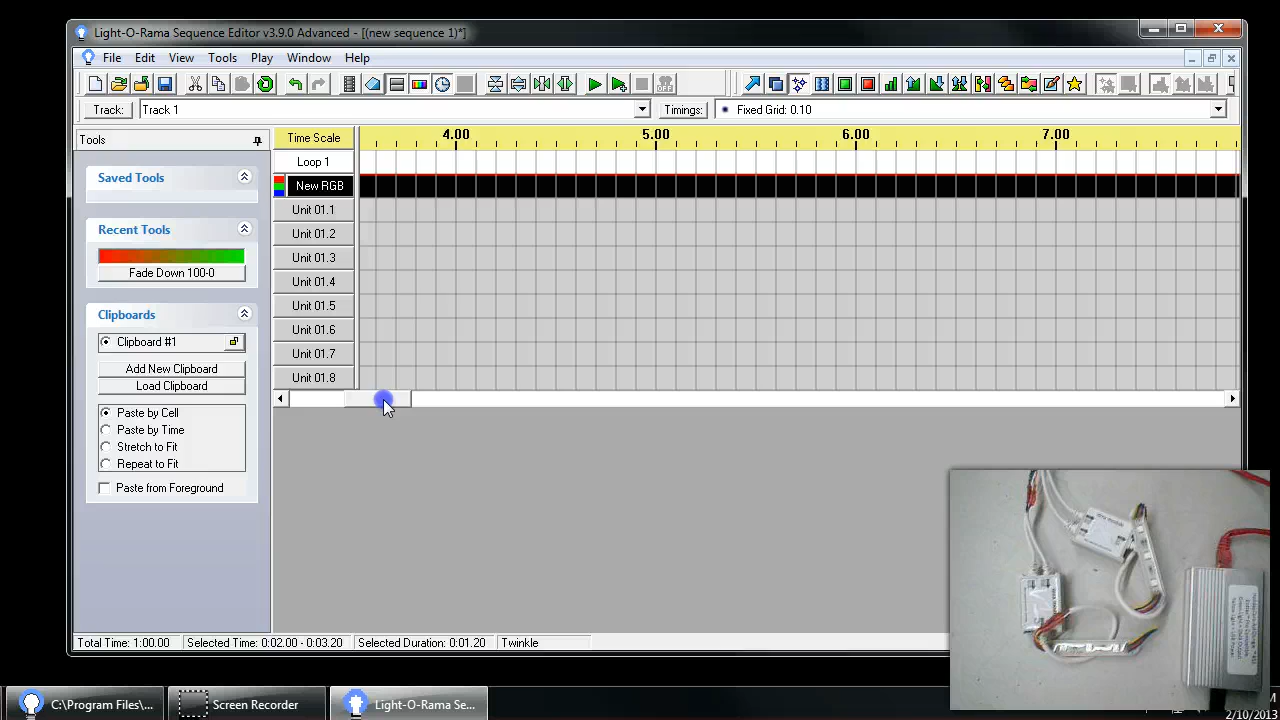 Light-O-Rama Sequence Editor v3.9.0 Advanced - [(new sequence 1)*]
File Edit View Tools Play Window Help
OFF
Track: Track 1 Timings: Fixed Grid: 0.10
Tools
Time Scale 4.00 5.00 6.00 7.00
Loop 1
New RGB
Unit 01.1
Unit 01.2
Unit 01.3
Unit 01.4
Unit 01.5
Unit 01.6
Unit 01.7
Unit 01.8
Saved Tools
Recent Tools
Fade Down 100-0
Clipboards
Clipboard #1
Add New Clipboard
Load Clipboard
Paste by Cell
Paste by Time
Stretch to Fit
Repeat to Fit
Paste from Foreground
Total Time: 1:00.00 Selected Time: 0:02.00 - 0:03.20 Selected Duration: 0:01.20 Twinkle
C:\Program Files\... Screen Recorder Light-O-Rama Se...
2/10/2013